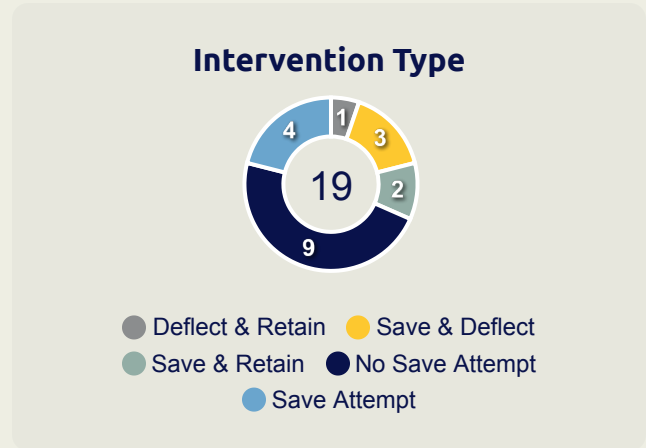 Intervention Type
1
4
3
19
2
9
Deflect & Retain
Save & Deflect
Save & Retain
No Save Attempt
Save Attempt